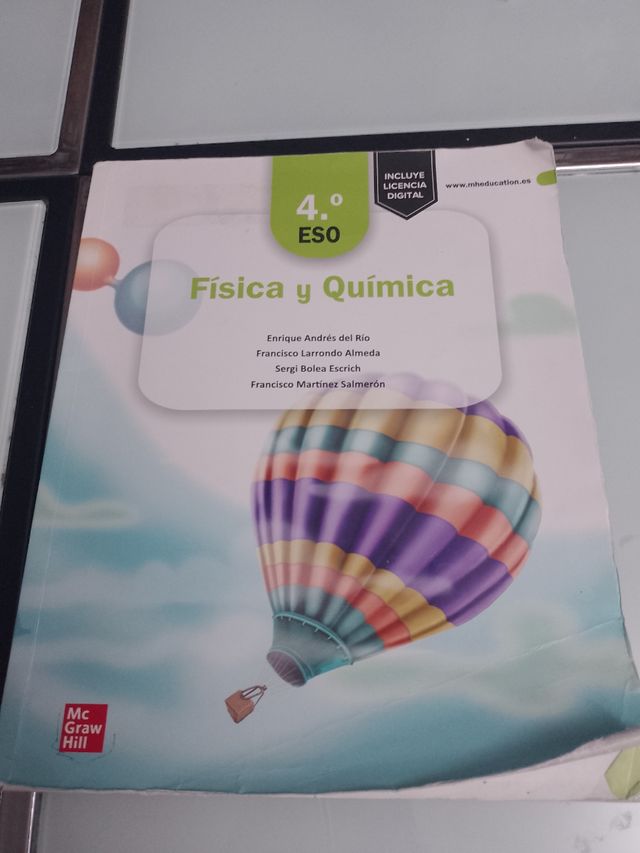 4.º
ESO
INCLUYE
LICENCIA
DIGITAL
www.mheducation.es
Física y Química
Enrique Andrés del Río
Francisco Larrondo Almeda
Sergi Bolea Escrich
Francisco Martínez Salmerón
Mc
Graw
Hill